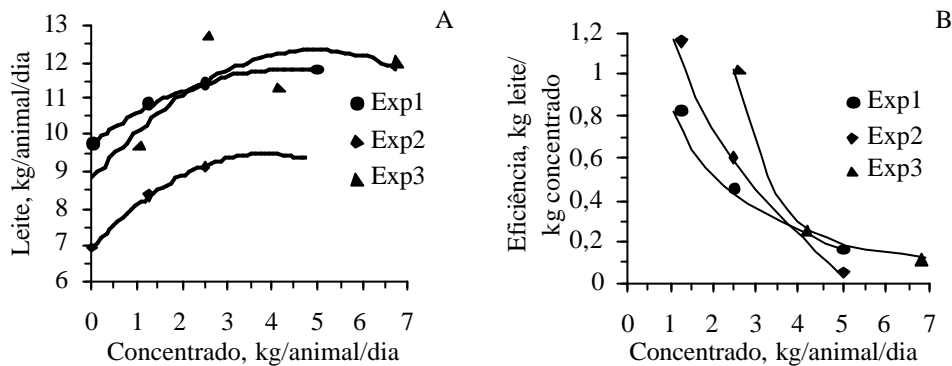 A
13
12
11
10
9
8
7
6
Leite, kg/animal/dia
Exp1
Exp2
Exp3
0 1 2 3 4 5 6 7
Concentrado, kg/animal/dia
B
1,2
1
0,8
0,6
0,4
0,2
0
Eficiência, kg leite/
kg concentrado
Exp1
Exp2
Exp3
0 1 2 3 4 5 6 7
Concentrado, kg/animal/dia